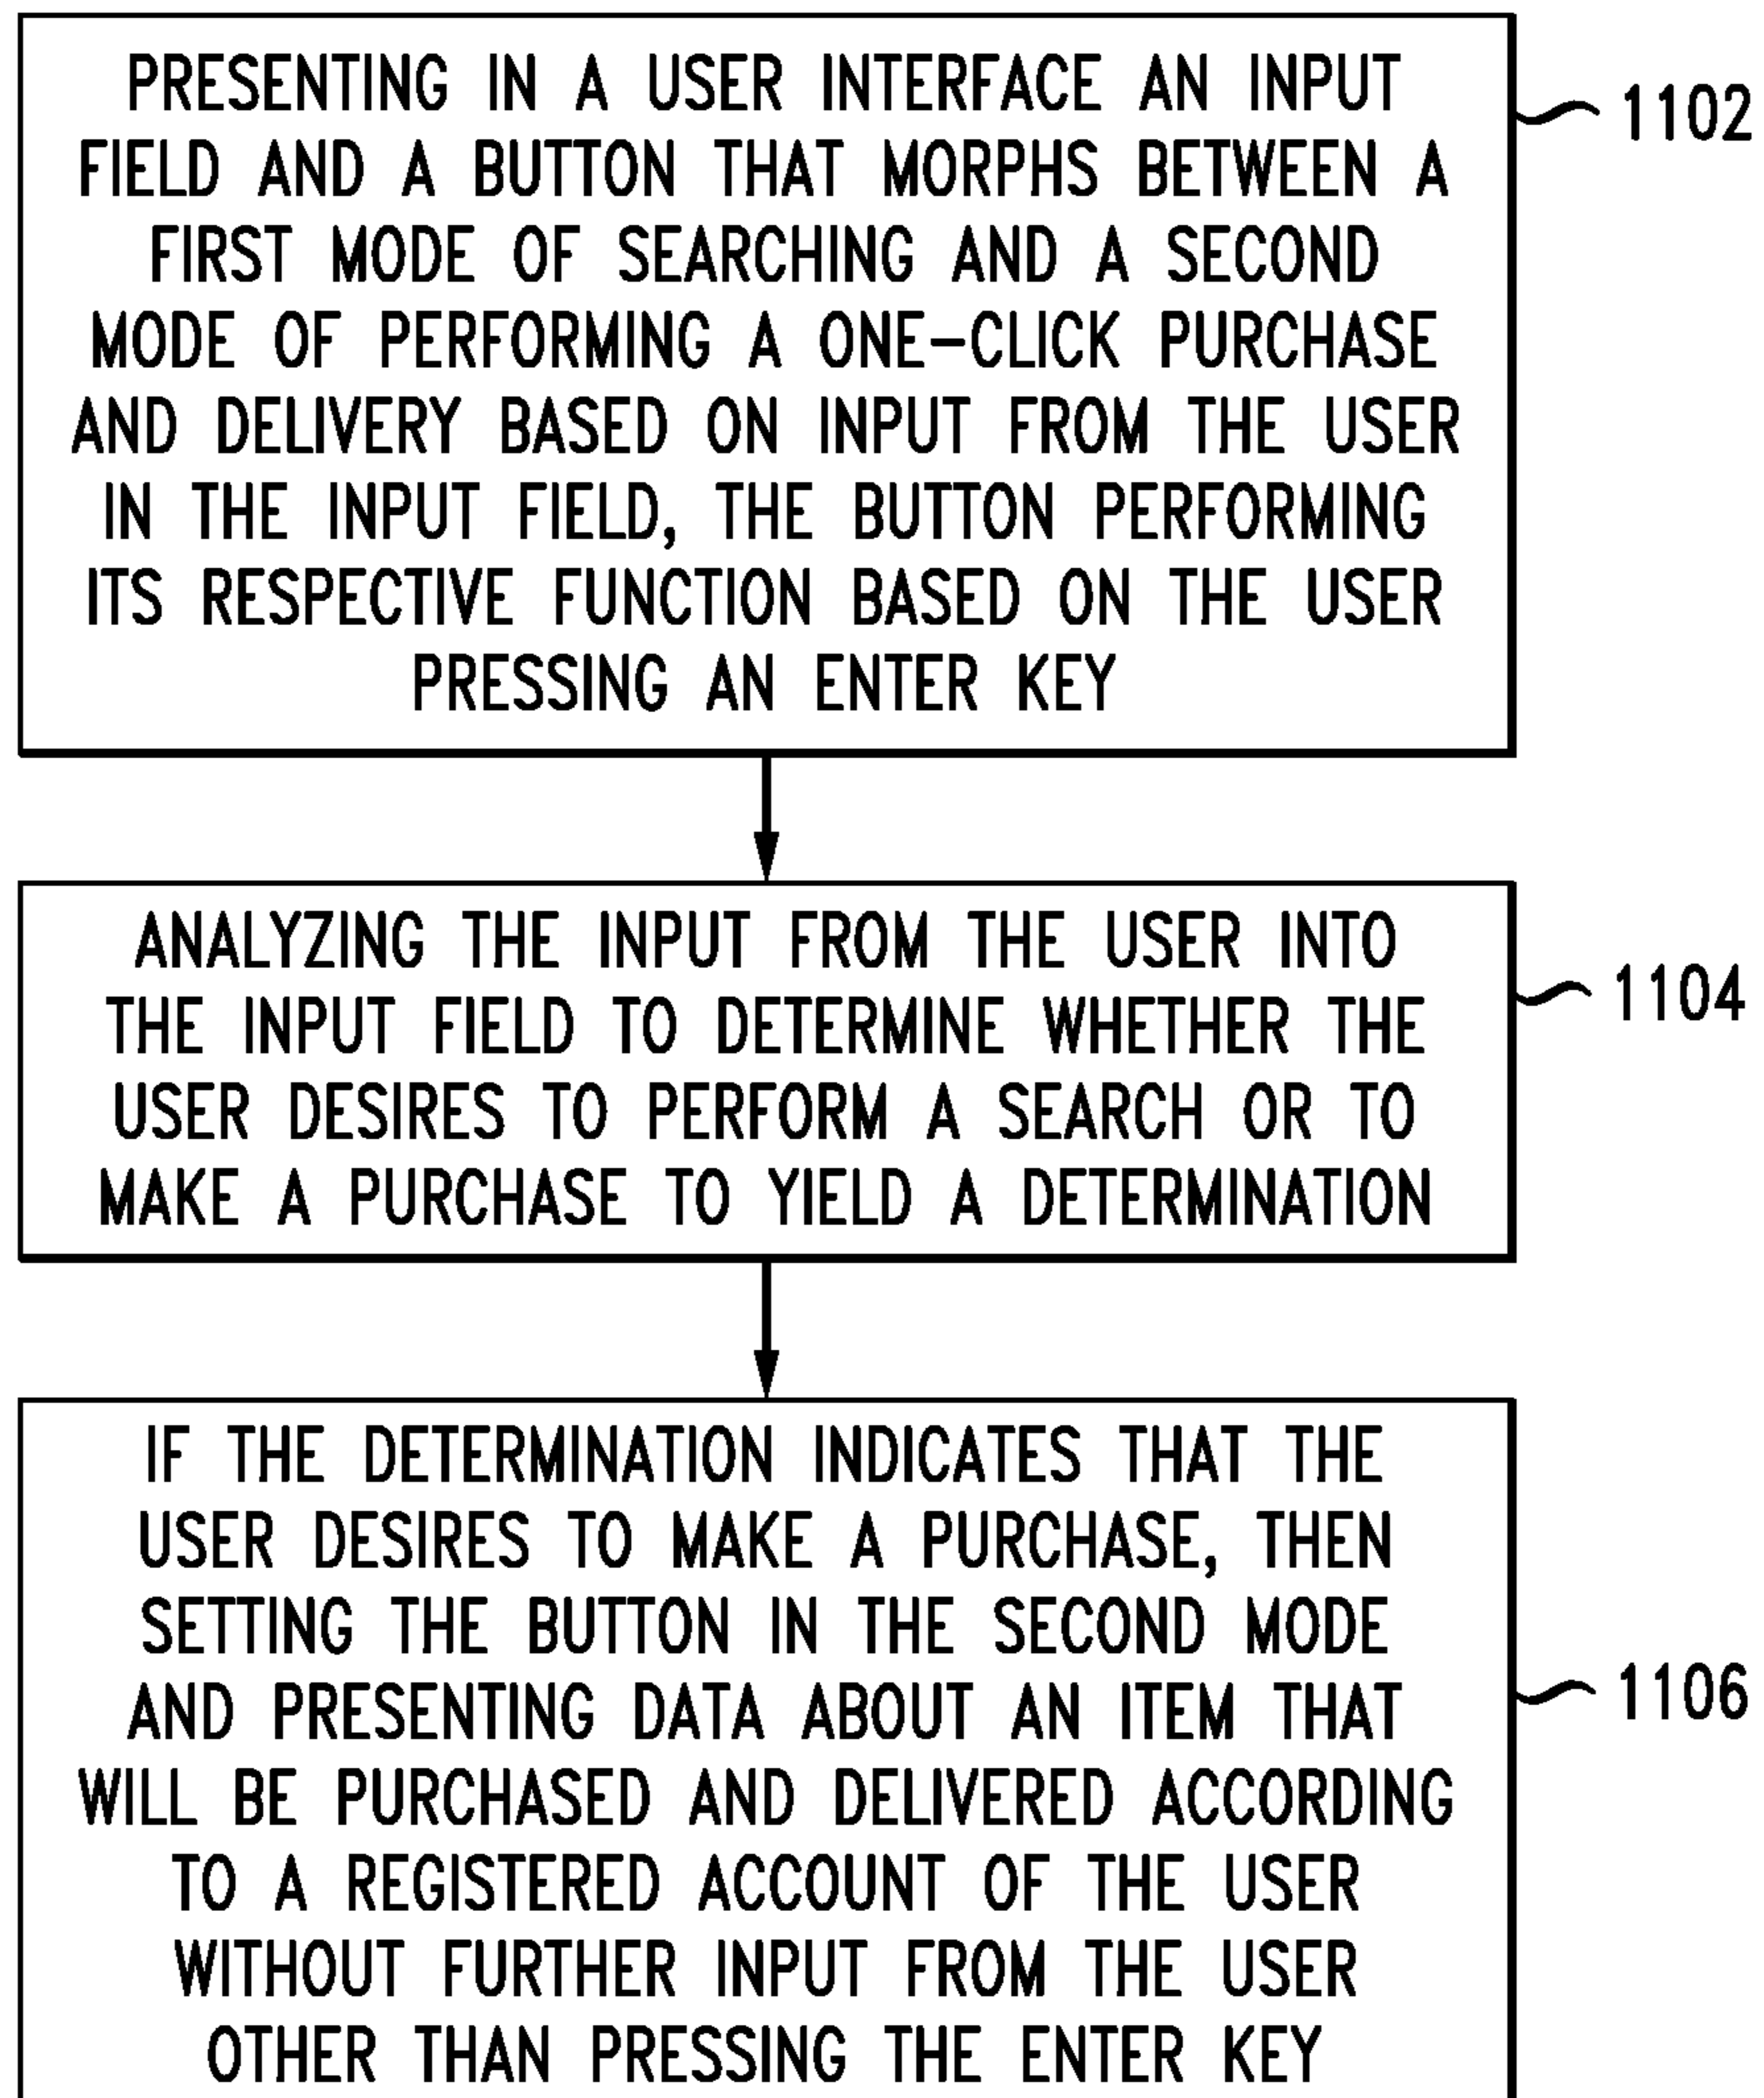 PRESENTING IN A USER INTERFACE AN INPUT
FIELD AND A BUTTON THAT MORPHS BETWEEN A
FIRST MODE OF SEARCHING AND A SECOND
MODE OF PERFORMING A ONE-CLICK PURCHASE
AND DELIVERY BASED ON INPUT FROM THE USER
IN THE INPUT FIELD, THE BUTTON PERFORMING
ITS RESPECTIVE FUNCTION BASED ON THE USER
PRESSING AN ENTER KEY
1102
ANALYZING THE INPUT FROM THE USER INTO
THE INPUT FIELD TO DETERMINE WHETHER THE
USER DESIRES TO PERFORM A SEARCH OR TO
MAKE A PURCHASE TO YIELD A DETERMINATION
1104
IF THE DETERMINATION INDICATES THAT THE
USER DESIRES TO MAKE A PURCHASE, THEN
SETTING THE BUTTON IN THE SECOND MODE
AND PRESENTING DATA ABOUT AN ITEM THAT
WILL BE PURCHASED AND DELIVERED ACCORDING
TO A REGISTERED ACCOUNT OF THE USER
WITHOUT FURTHER INPUT FROM THE USER
OTHER THAN PRESSING THE ENTER KEY
1106